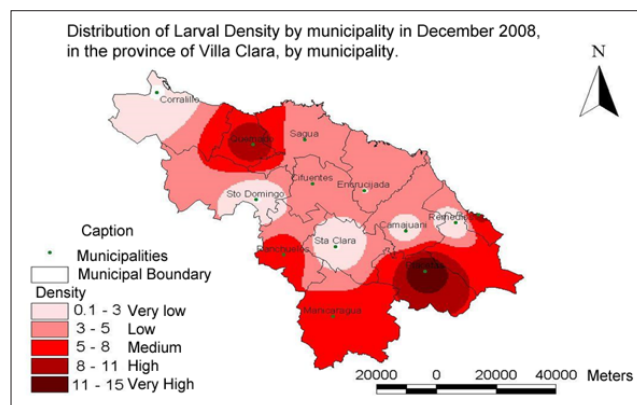 Distribution of Larval Density by municipality in December 2008,
in the province of Villa Clara, by municipality.
N
Corralillo
Sagua
Cifuentes
Encrucijada
Sto Domingo
Camajuani
Remedios
Sta Clara
Ranchuelos
Manicaragua
Caption
Municipalities
Municipal Boundary
Density
0.1 - 3 Very low
3 - 5 Low
5 - 8 Medium
8 - 11 High
11 - 15 Very High
20000 0 20000 40000 Meters